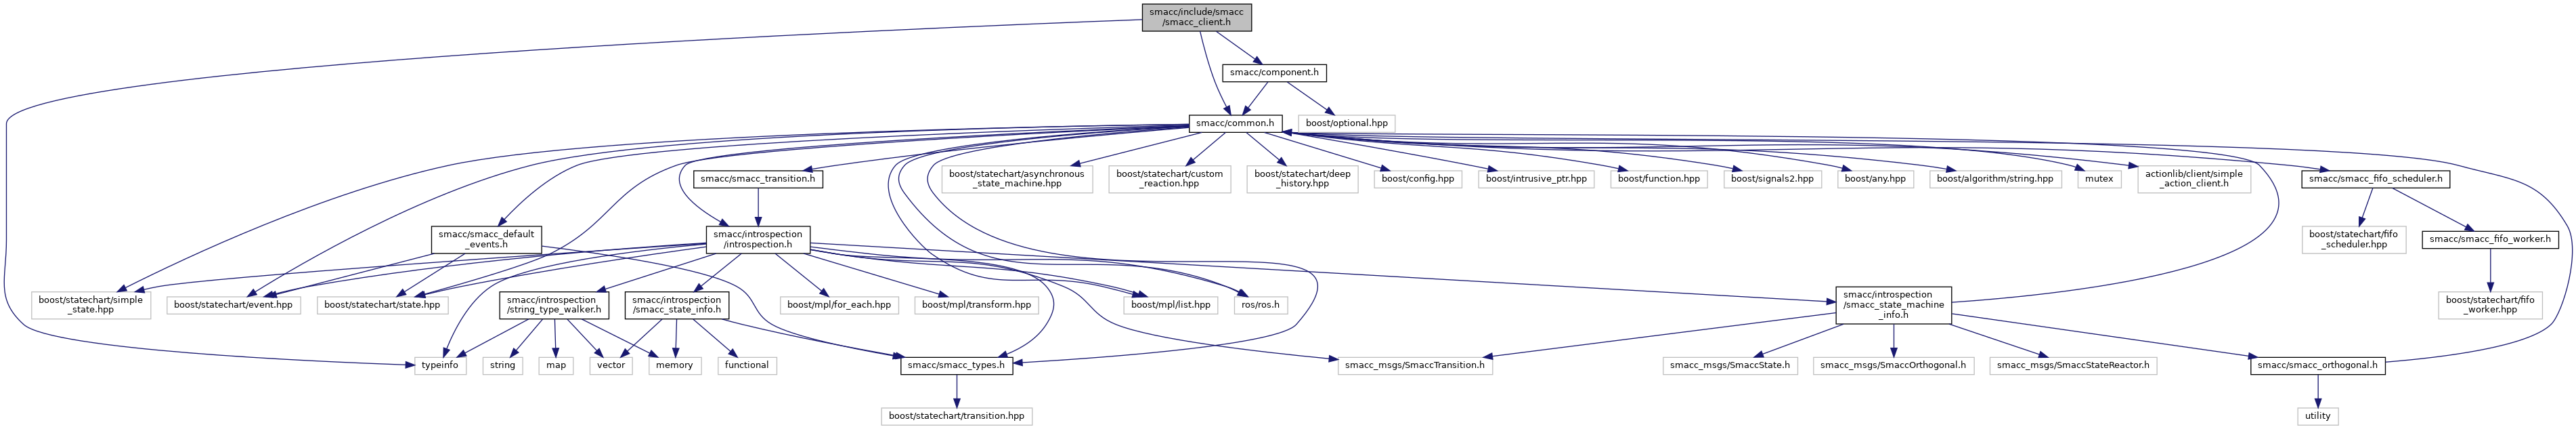 smacc/include/smacc
/smacc_client.h
smacc/component.h
smacc/common.h
boost/optional.hpp
smacc/smacc_transition.h
boost/statechart/asynchronous
_state_machine.hpp
boost/statechart/custom
_reaction.hpp
boost/statechart/deep
_history.hpp
boost/config.hpp
boost/intrusive_ptr.hpp
boost/function.hpp
boost/signals2.hpp
boost/any.hpp
boost/algorithm/string.hpp
mutex
actionlib/client/simple
_action_client.h
smacc/smacc_fifo_scheduler.h
smacc/smacc_default
_events.h
smacc/introspection
/introspection.h
boost/statechart/fifo
_scheduler.hpp
smacc/smacc_fifo_worker.h
boost/statechart/simple
_state.hpp
boost/statechart/event.hpp
boost/statechart/state.hpp
smacc/introspection
/string_type_walker.h
smacc/introspection
/smacc_state_info.h
boost/mpl/for_each.hpp
boost/mpl/transform.hpp
boost/mpl/list.hpp
ros/ros.h
smacc/introspection
/smacc_state_machine
_info.h
boost/statechart/fifo
_worker.hpp
typeinfo
string
map
vector
memory
functional
smacc/smacc_types.h
smacc_msgs/SmaccTransition.h
smacc_msgs/SmaccState.h
smacc_msgs/SmaccOrthogonal.h
smacc_msgs/SmaccStateReactor.h
smacc/smacc_orthogonal.h
boost/statechart/transition.hpp
utility